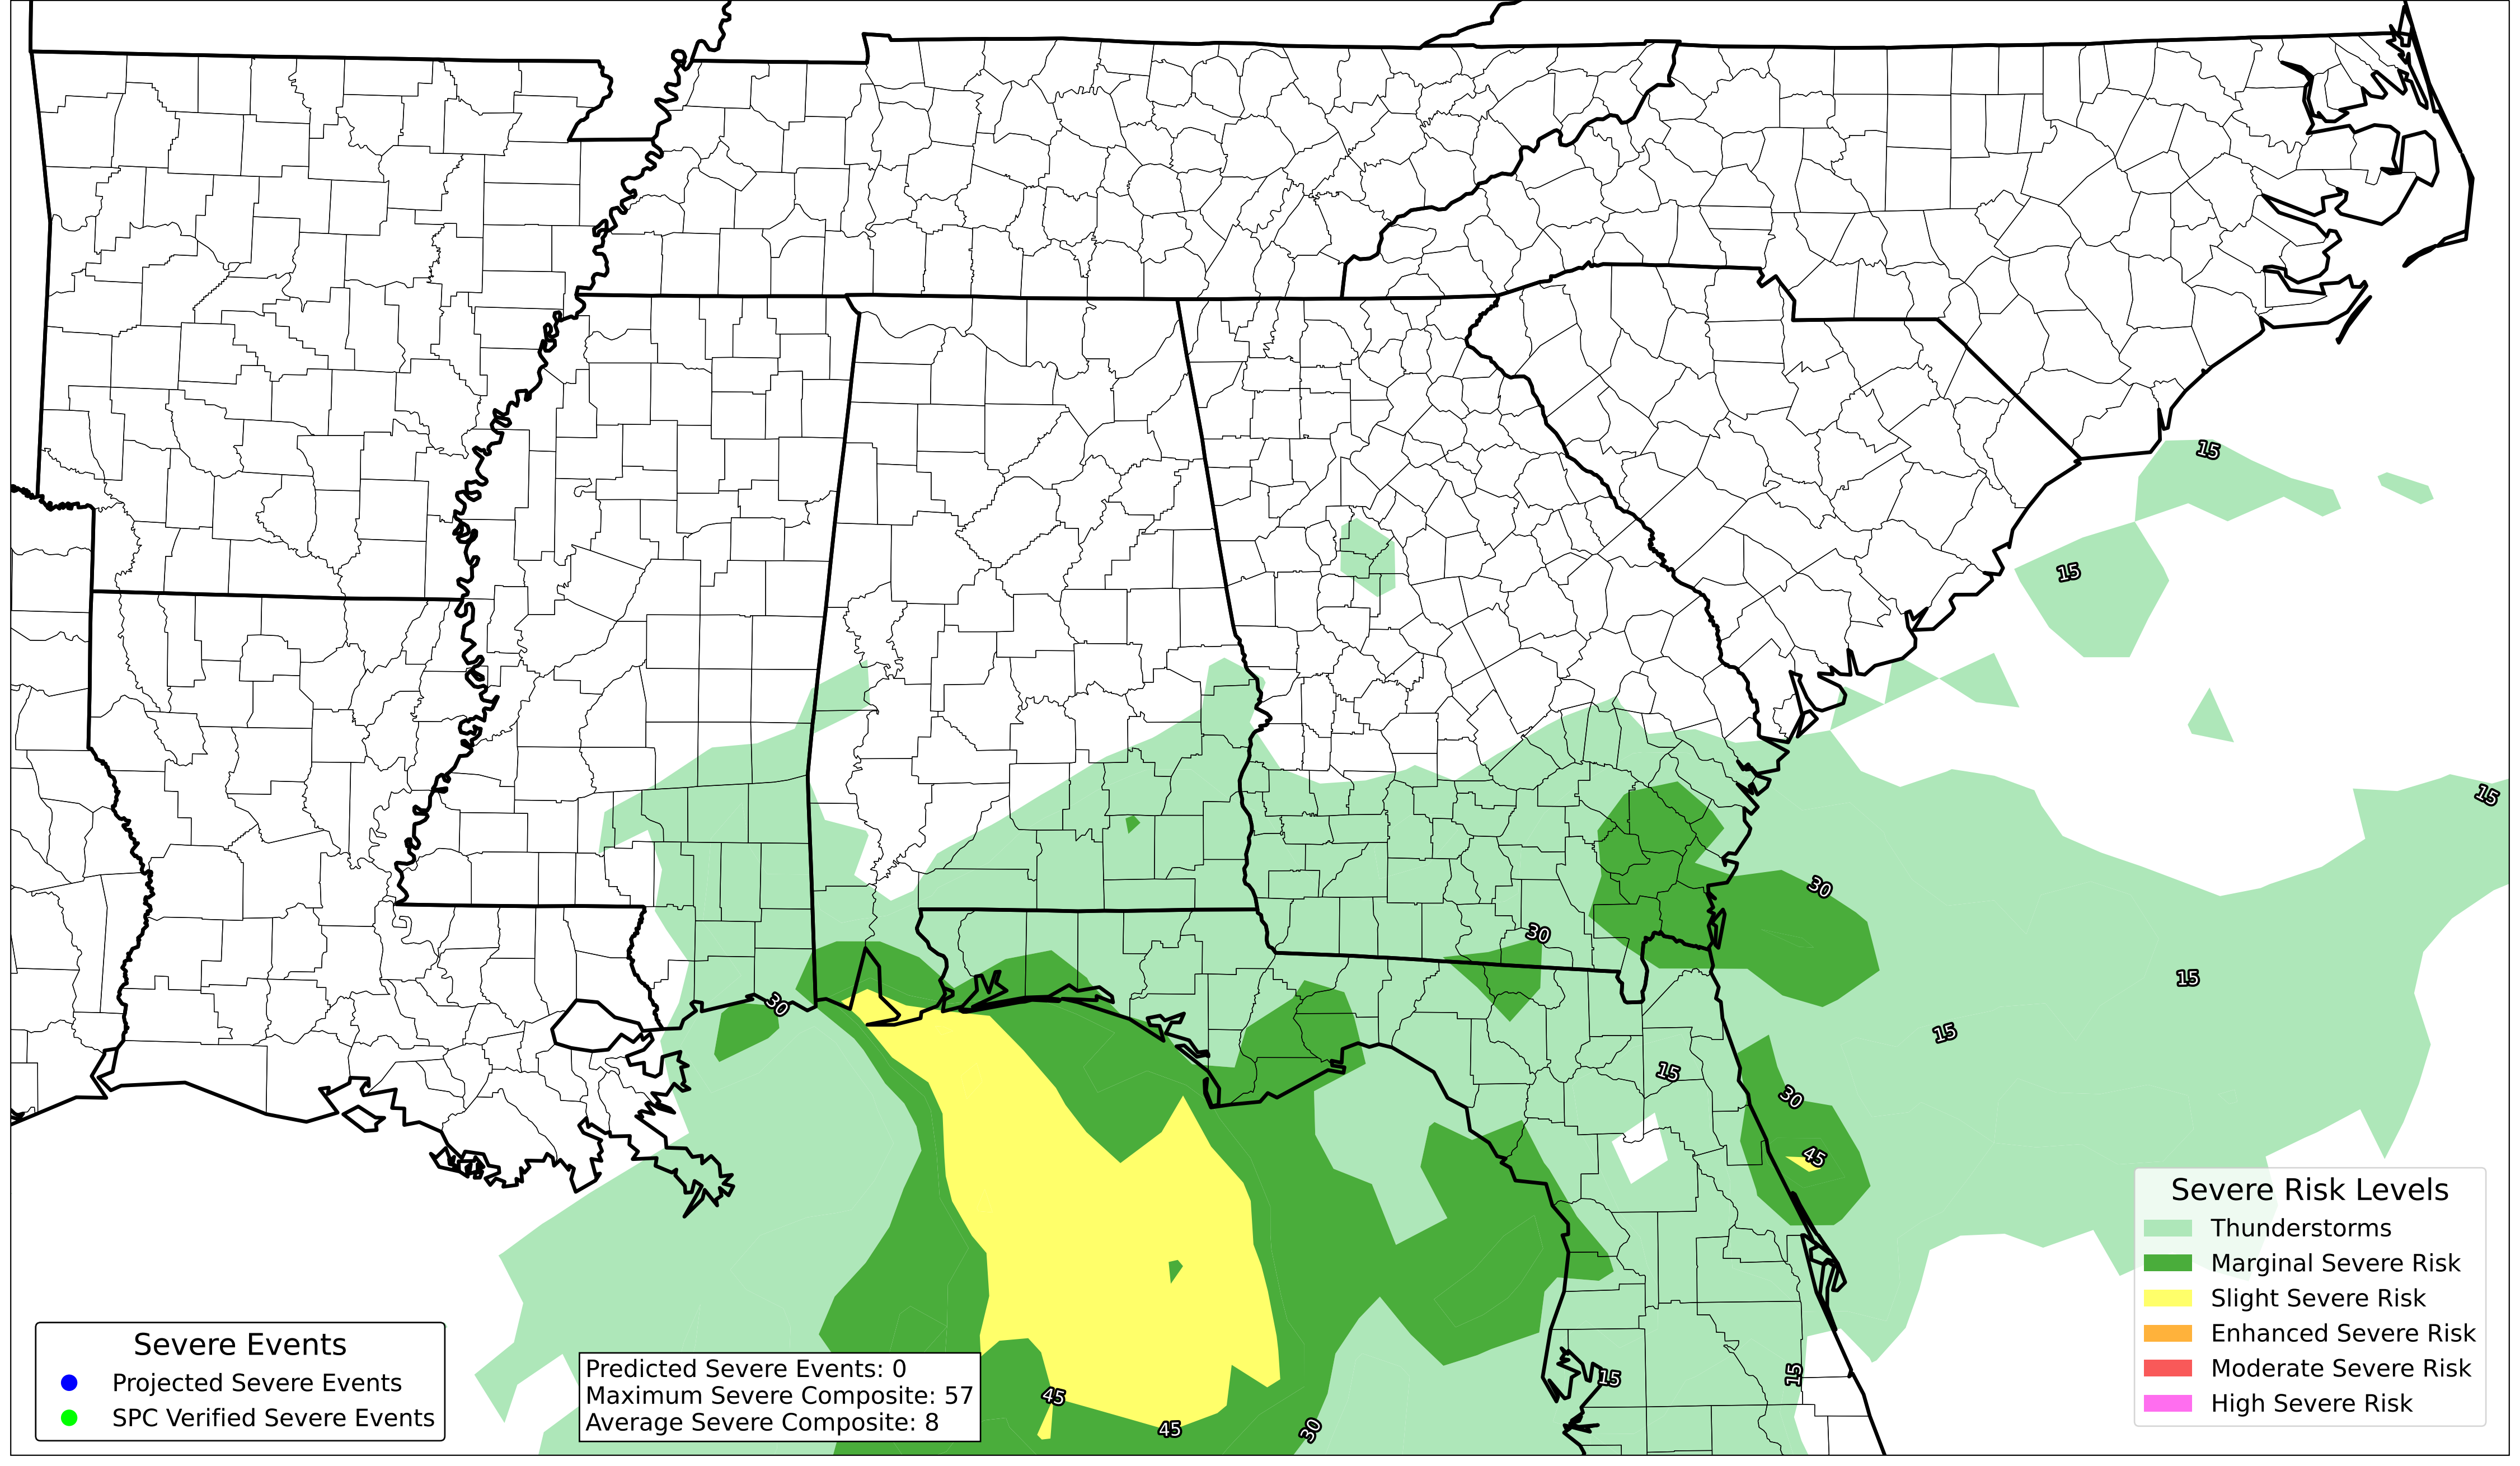 15
15
15
30
30
30
15
15
15
30
45
15
15
45
45
30
Severe Events
Projected Severe Events
SPC Verified Severe Events
Predicted Severe Events: 0
Maximum Severe Composite: 57
Average Severe Composite: 8
Severe Risk Levels
Thunderstorms
Marginal Severe Risk
Slight Severe Risk
Enhanced Severe Risk
Moderate Severe Risk
High Severe Risk